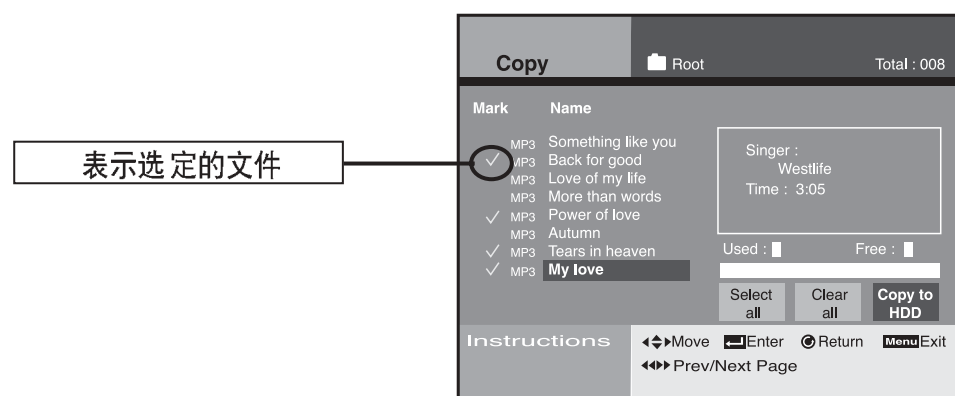 表示选 定的文件
Copy
Root
Total : 008
Mark Name
MP3 Something like you
MP3 Back for good
MP3 Love of my life
MP3 More than words
MP3 Power of love
MP3 Autumn
MP3 Tears in heaven
MP3 My love
Singer :
Westlife
Time : 3:05
Used :
Free :
Select all
Clear all
Copy to HDD
Instructions
Move Enter Return Menu Exit
Prev/Next Page